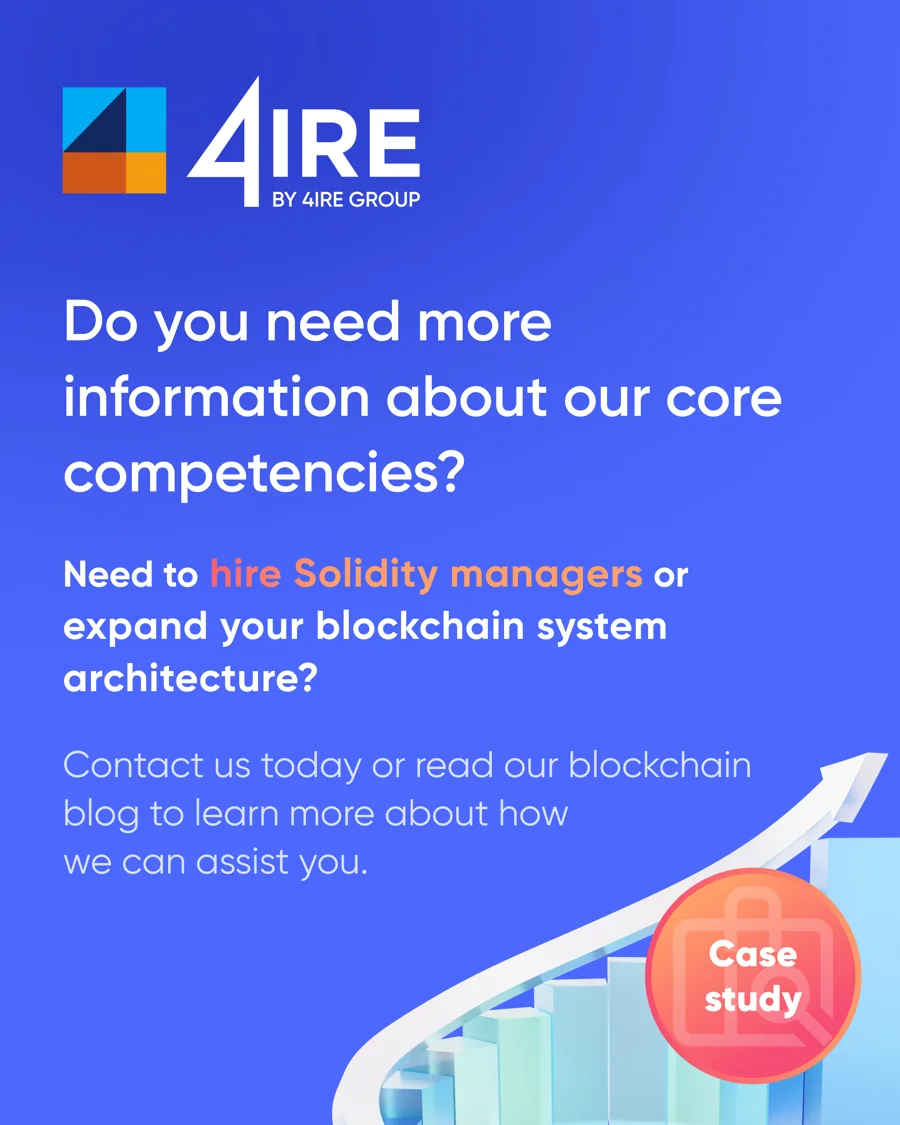 4IRE
BY 4IRE GROUP
Do you need more
information about our core
competencies?
Need to hire Solidity managers or
expand your blockchain system
architecture?
Contact us today or read our blockchain
blog to learn more about how
we can assist you.
Case
study